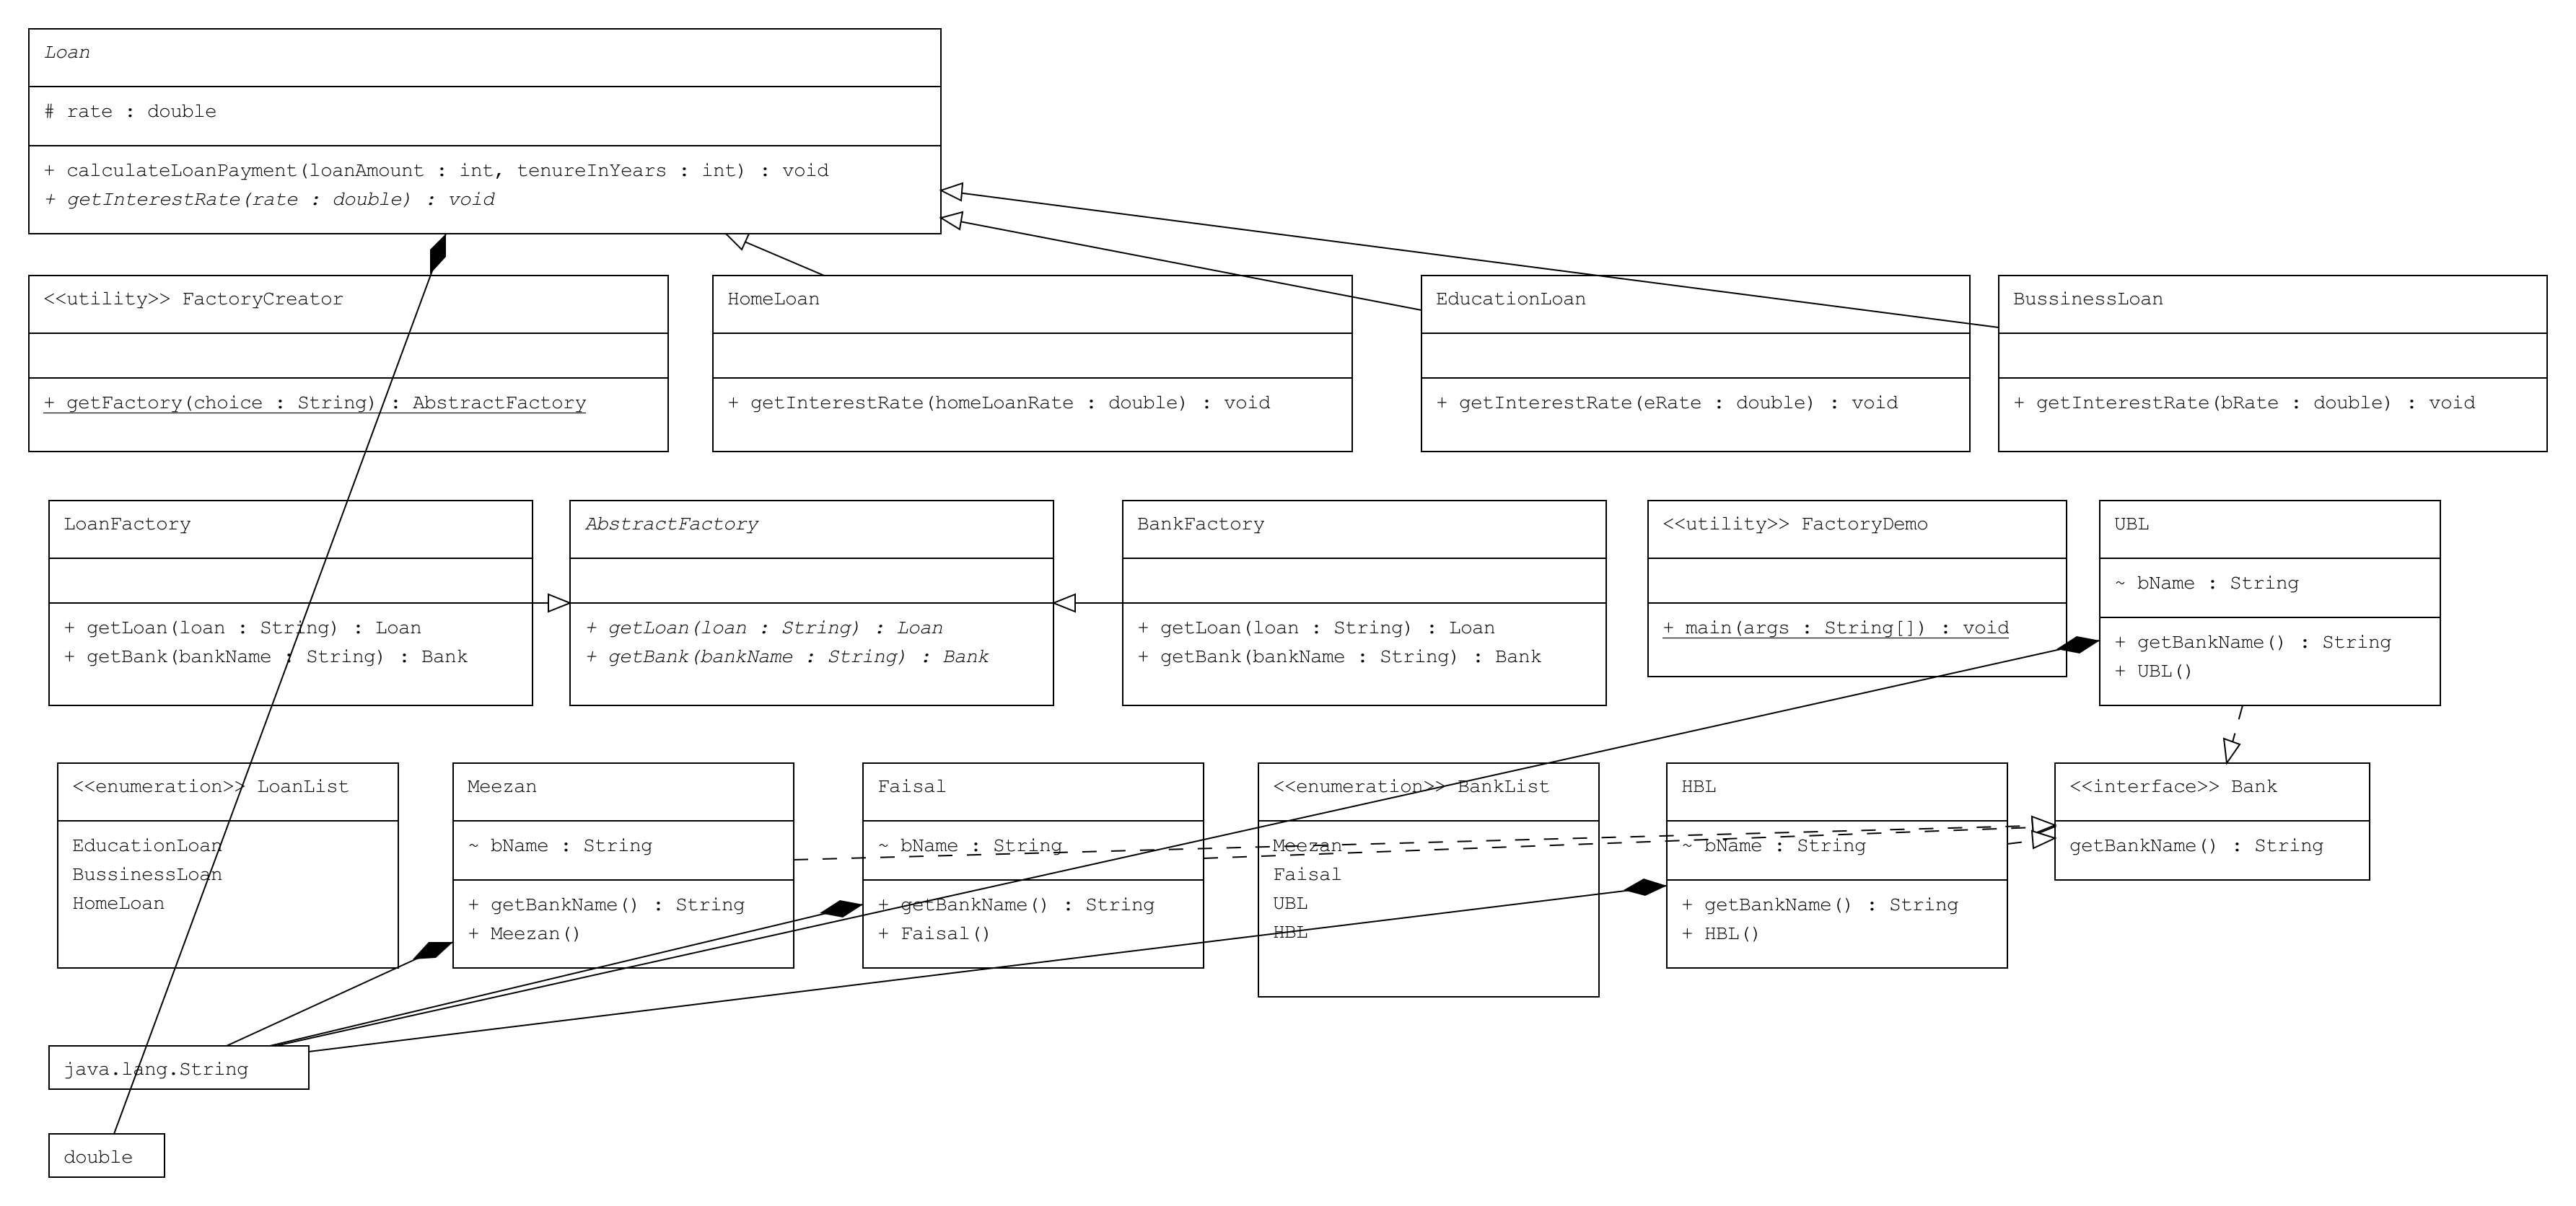 Loan
# rate : double
+ calculateLoanPayment(loanAmount : int, tenureInYears : int) : void
+ getInterestRate(rate : double) : void
<<utility>> FactoryCreator
+ getFactory(choice : String) : AbstractFactory
HomeLoan
+ getInterestRate(homeLoanRate : double) : void
EducationLoan
+ getInterestRate(eRate : double) : void
BussinessLoan
+ getInterestRate(bRate : double) : void
LoanFactory
+ getLoan(loan : String) : Loan
+ getBank(bankName : String) : Bank
AbstractFactory
+ getLoan(loan : String) : Loan
+ getBank(bankName : String) : Bank
BankFactory
+ getLoan(loan : String) : Loan
+ getBank(bankName : String) : Bank
<<utility>> FactoryDemo
+ main(args : String[]) : void
UBL
~ bName : String
+ getBankName() : String
+ UBL()
<<enumeration>> LoanList
EducationLoan
BussinessLoan
HomeLoan
Meezan
~ bName : String
+ getBankName() : String
+ Meezan()
Faisal
~ bName : String
+ getBankName() : String
+ Faisal()
<<enumeration>> BankList
Meezan
Faisal
UBL
HBL
HBL
~ bName : String
+ getBankName() : String
+ HBL()
<<interface>> Bank
getBankName() : String
java.lang.String
double